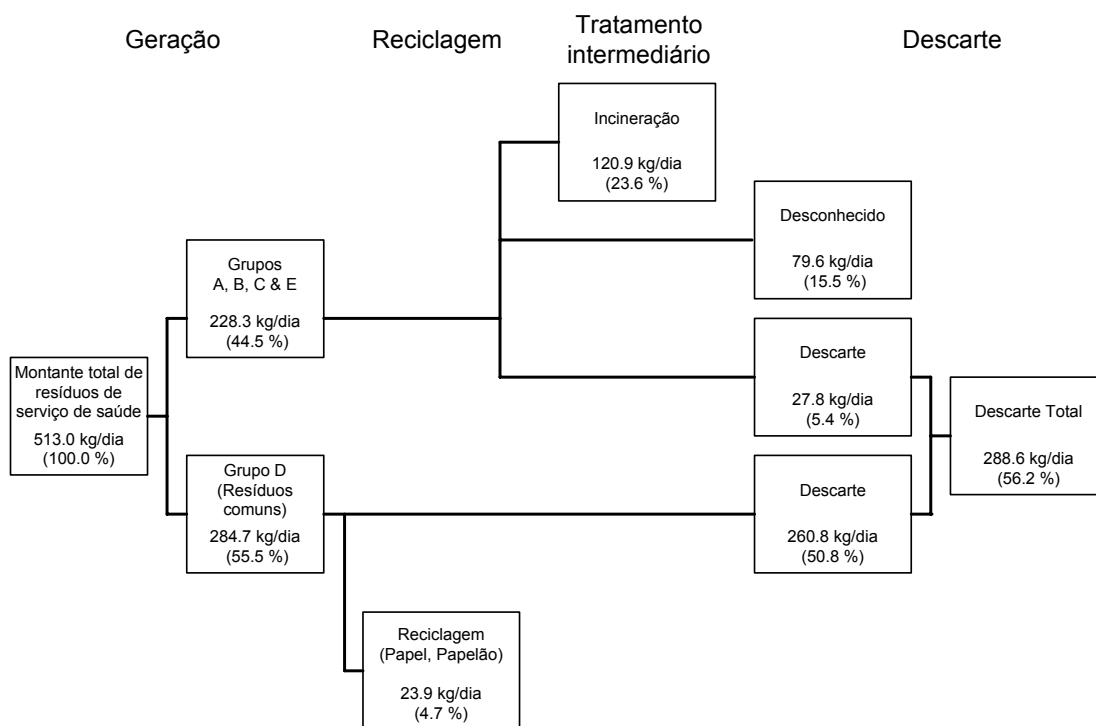 Geração
Reciclagem
Tratamento
intermediário
Descarte
Incineração
120.9 kg/dia
(23.6 %)
Desconhecido
79.6 kg/dia
(15.5 %)
Grupos
A, B, C & E
228.3 kg/dia
(44.5 %)
Descarte
27.8 kg/dia
(5.4 %)
Montante total de
resíduos de
serviço de saúde
513.0 kg/dia
(100.0 %)
Descarte Total
288.6 kg/dia
(56.2 %)
Grupo D
(Resíduos
comuns)
284.7 kg/dia
(55.5 %)
Descarte
260.8 kg/dia
(50.8 %)
Reciclagem
(Papel, Papelão)
23.9 kg/dia
(4.7 %)